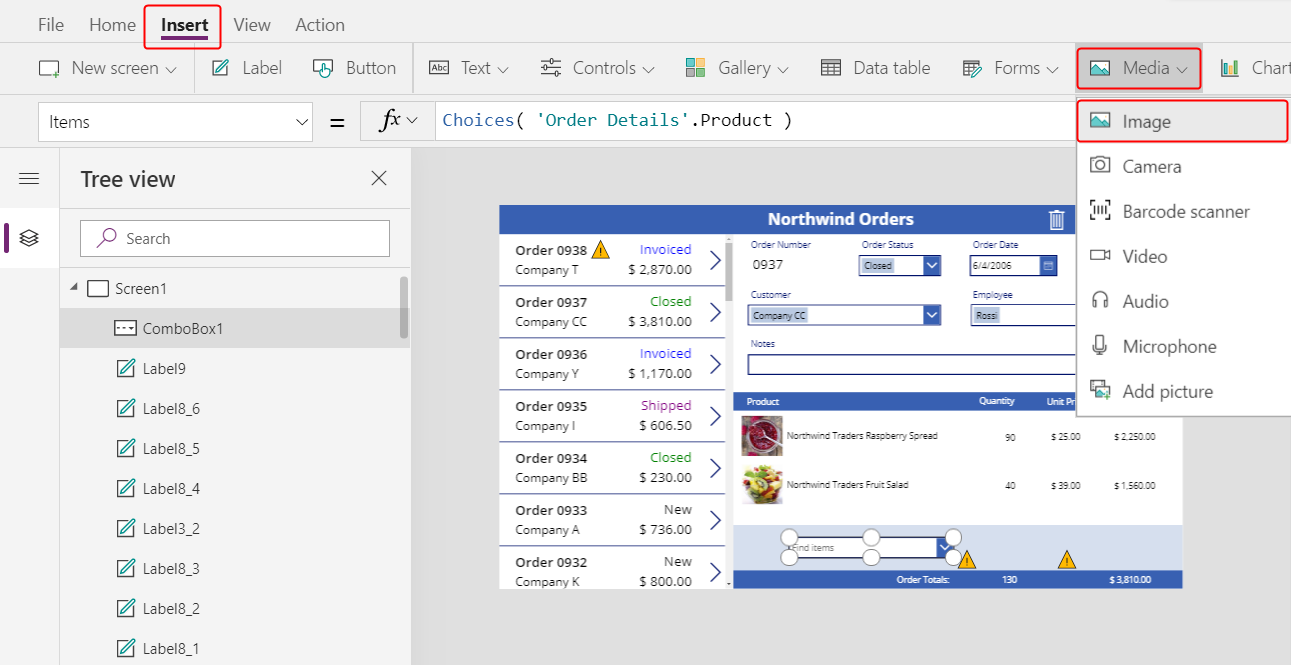 File Home Insert View Action
New screen Label Button Abc Text Controls Gallery Data table Forms Media Chart
Items = fx Choices( 'Order Details'.Product )
Image
Camera
Barcode scanner
Video
Audio
Microphone
Add picture
Tree view
Search
Screen1
ComboBox1
Label9
Label8_6
Label8_5
Label8_4
Label3_2
Label8_3
Label8_2
Label8_1
Northwind Orders
Order 0938 Invoiced
Company T $ 2,870.00
Order 0937 Closed
Company CC $ 3,810.00
Order 0936 Invoiced
Company Y $ 1,170.00
Order 0935 Shipped
Company I $ 606.50
Order 0934 Closed
Company BB $ 230.00
Order 0933 New
Company A $ 736.00
Order 0932 New
Company K $ 800.00
Order Number Order Status Order Date
0937 Closed 6/4/2006
Customer Employee
Company CC Rossi
Notes
Product Quantity Unit Pr
Northwind Traders Raspberry Spread 90 $ 25.00 $ 2,250.00
Northwind Traders Fruit Salad 40 $ 39.00 $ 1,560.00
Find items
Order Totals: 130 $ 3,810.00